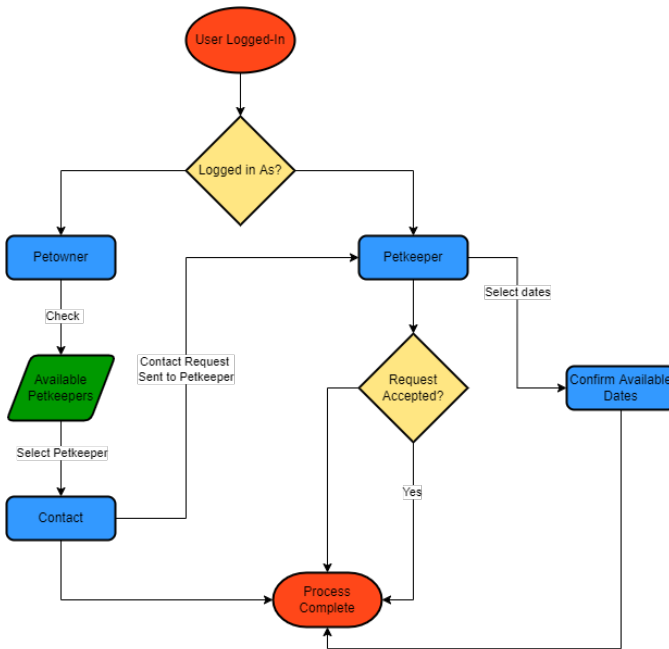 User Logged-In
Logged in As?
Petowner
Petkeeper
Select dates
Check
Contact Request
Sent to Petkeeper
Available
Petkeepers
Request
Accepted?
Confirm Available
Dates
Select Petkeeper
Yes
Contact
Process
Complete